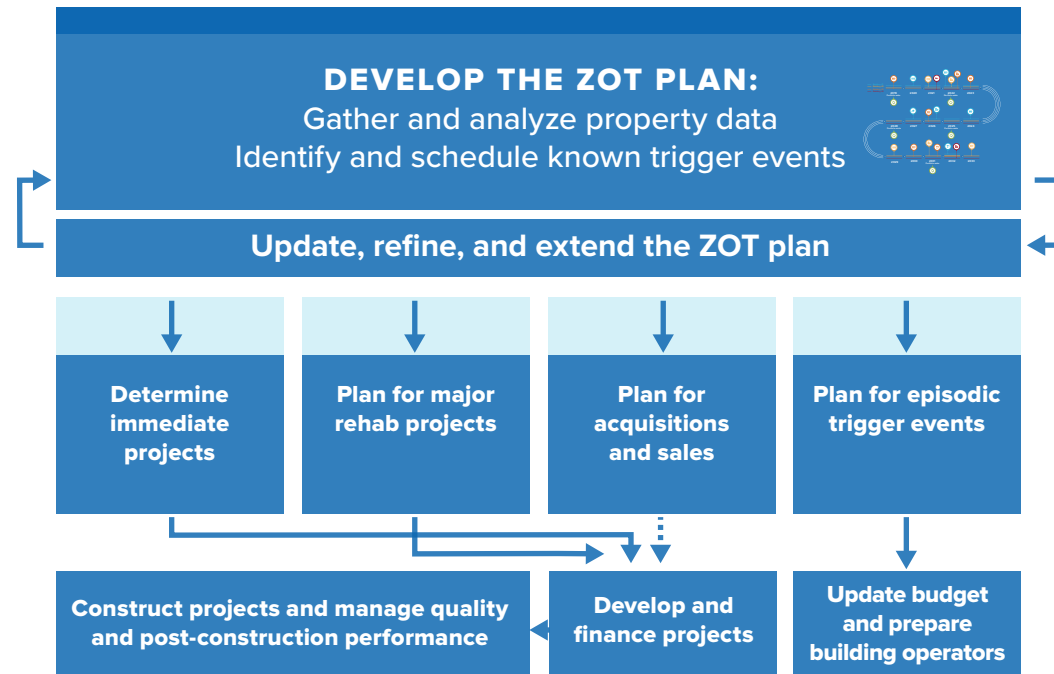 DEVELOP THE ZOT PLAN:
Gather and analyze property data
Identify and schedule known trigger events
Update, refine, and extend the ZOT plan
Determine
immediate
projects
Plan for major
rehab projects
Plan for
acquisitions
and sales
Plan for episodic
trigger events
Construct projects and manage quality
and post-construction performance
Develop and
finance projects
Update budget
and prepare
building operators